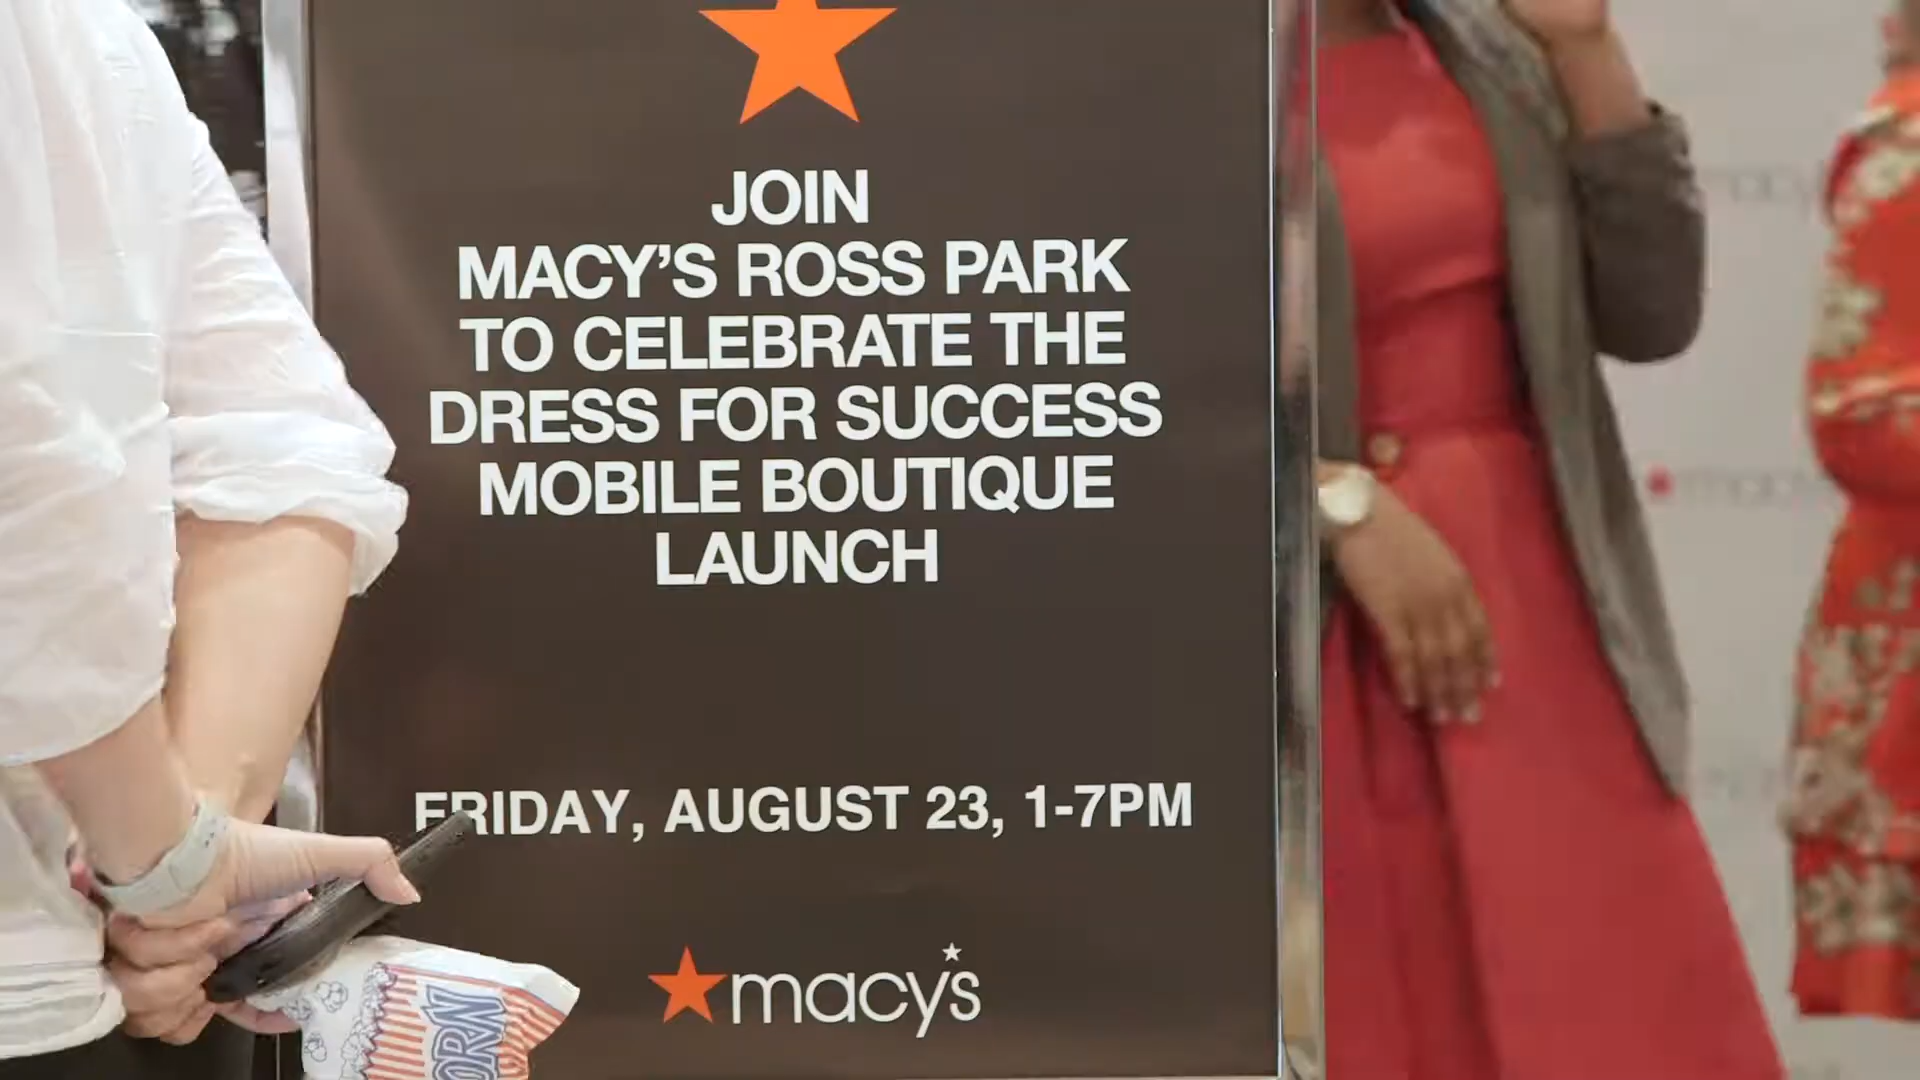 JOIN
MACY'S ROSS PARK
TO CELEBRATE THE
DRESS FOR SUCCESS
MOBILE BOUTIQUE
LAUNCH
FRIDAY, AUGUST 23, 1-7PM
macy's
ORN